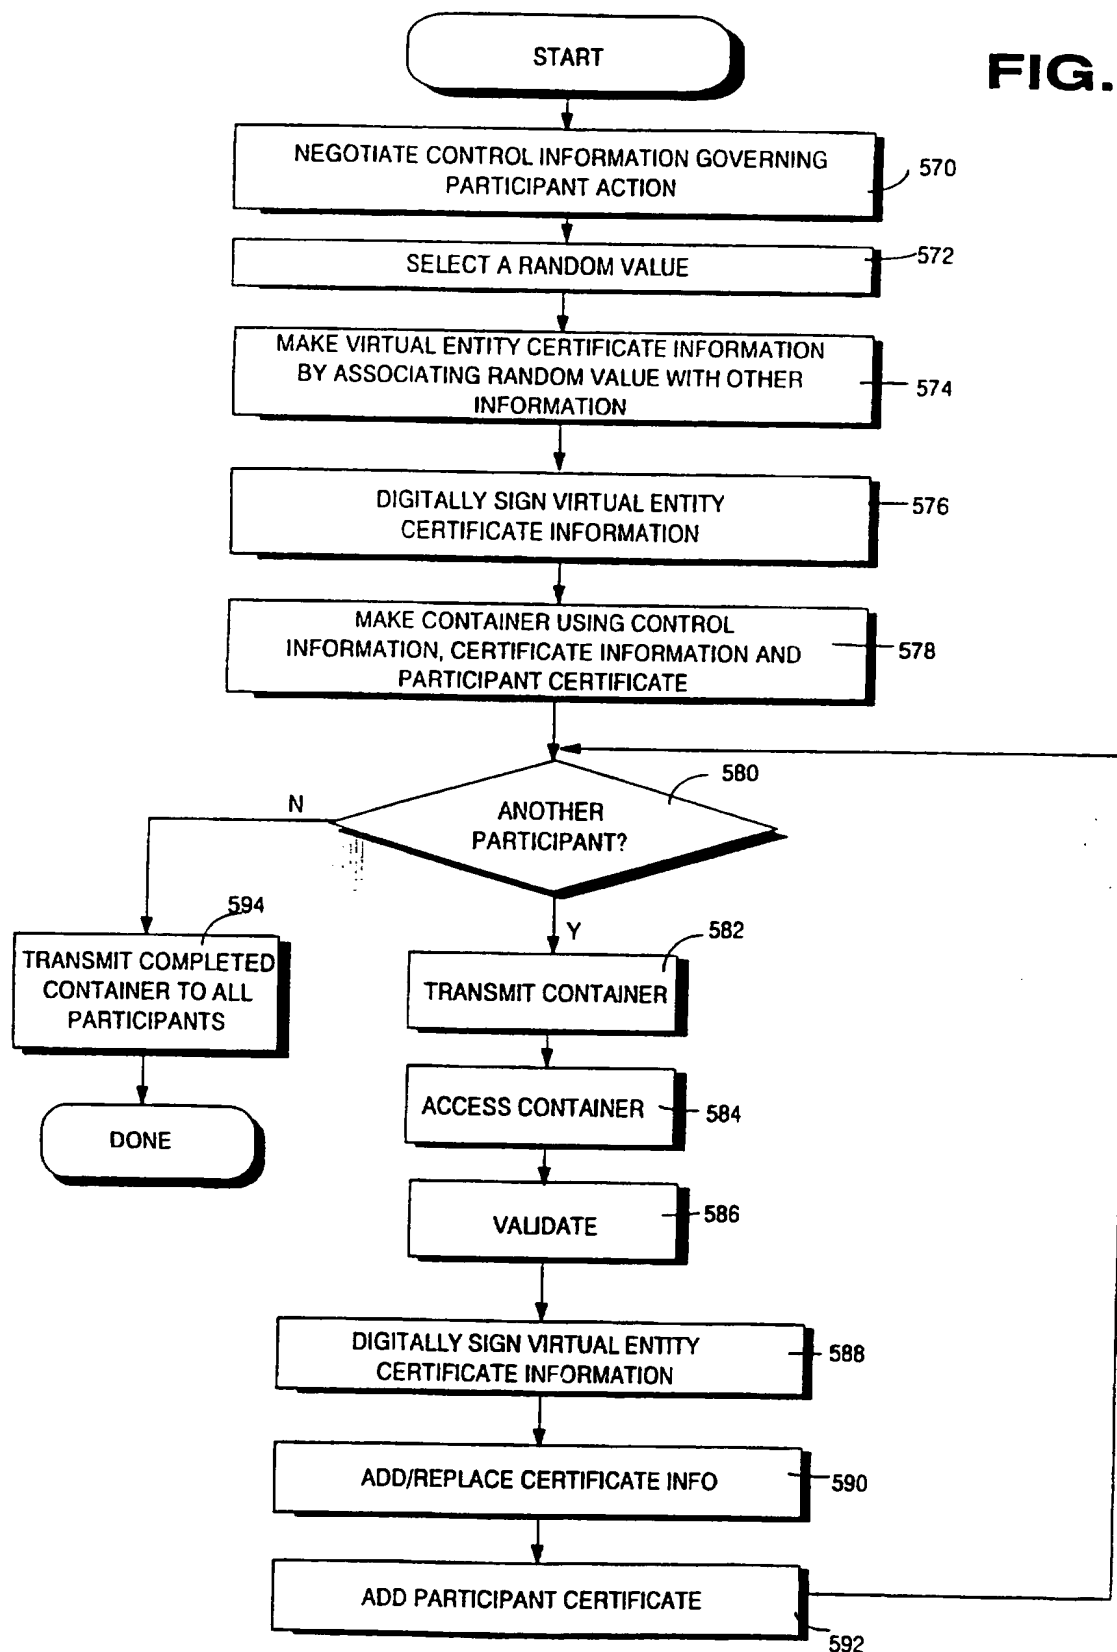 START
FIG.
NEGOTIATE CONTROL INFORMATION GOVERNING
PARTICIPANT ACTION
570
SELECT A RANDOM VALUE
572
MAKE VIRTUAL ENTITY CERTIFICATE INFORMATION
BY ASSOCIATING RANDOM VALUE WITH OTHER
INFORMATION
574
DIGITALLY SIGN VIRTUAL ENTITY
CERTIFICATE INFORMATION
576
MAKE CONTAINER USING CONTROL
INFORMATION, CERTIFICATE INFORMATION AND
PARTICIPANT CERTIFICATE
578
580
N
ANOTHER
PARTICIPANT?
594
Y
582
TRANSMIT COMPLETED
CONTAINER TO ALL
PARTICIPANTS
TRANSMIT CONTAINER
ACCESS CONTAINER
584
DONE
VALIDATE
586
DIGITALLY SIGN VIRTUAL ENTITY
CERTIFICATE INFORMATION
588
ADD/REPLACE CERTIFICATE INFO
590
ADD PARTICIPANT CERTIFICATE
592